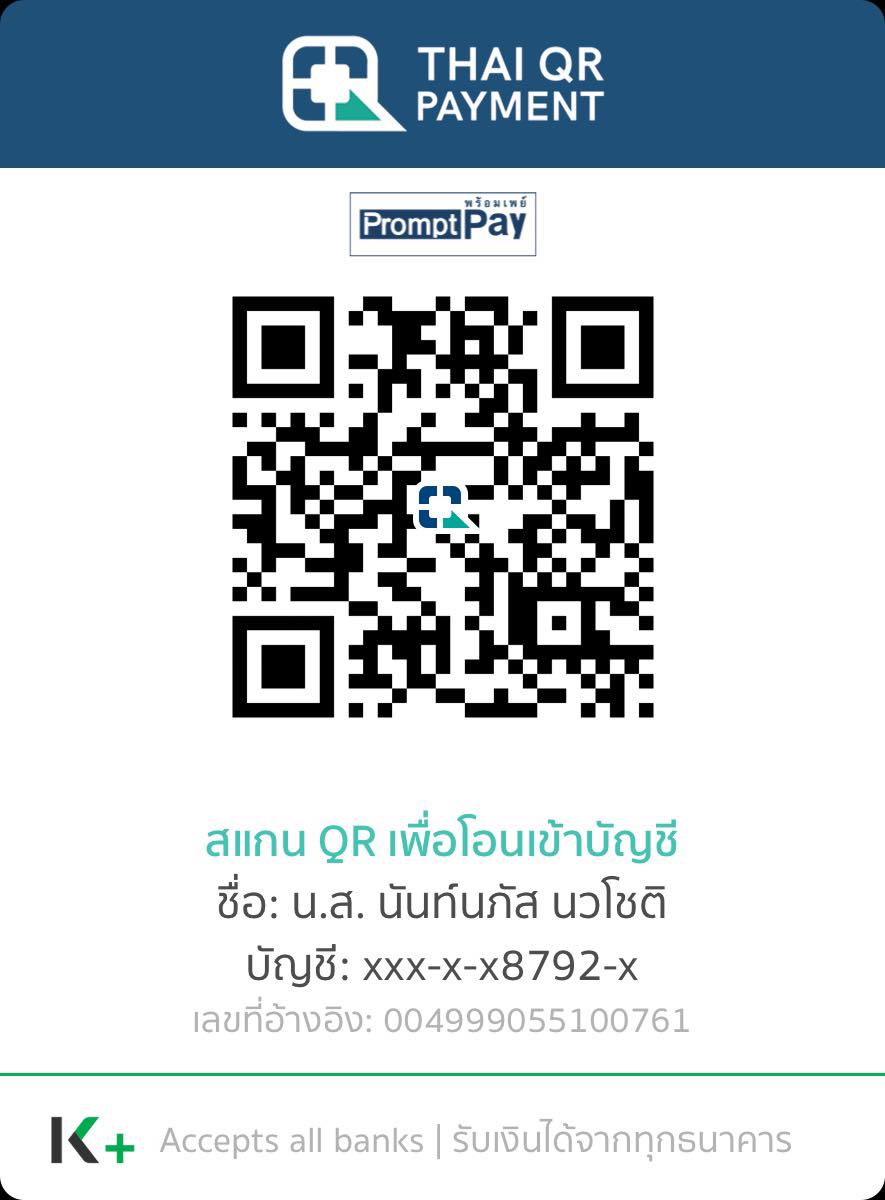 THAI QR
PAYMENT
พร้อมเพย์
PromptPay
สแกน QR เพื่อโอนเข้าบัญชี
ชื่อ: น.ส. นันท์นภัส นวโชติ
บัญชี: xxx-x-x8792-x
เลขที่อ้างอิง: 004999055100761
K+ Accepts all banks | รับเงินได้จากทุกธนาคาร